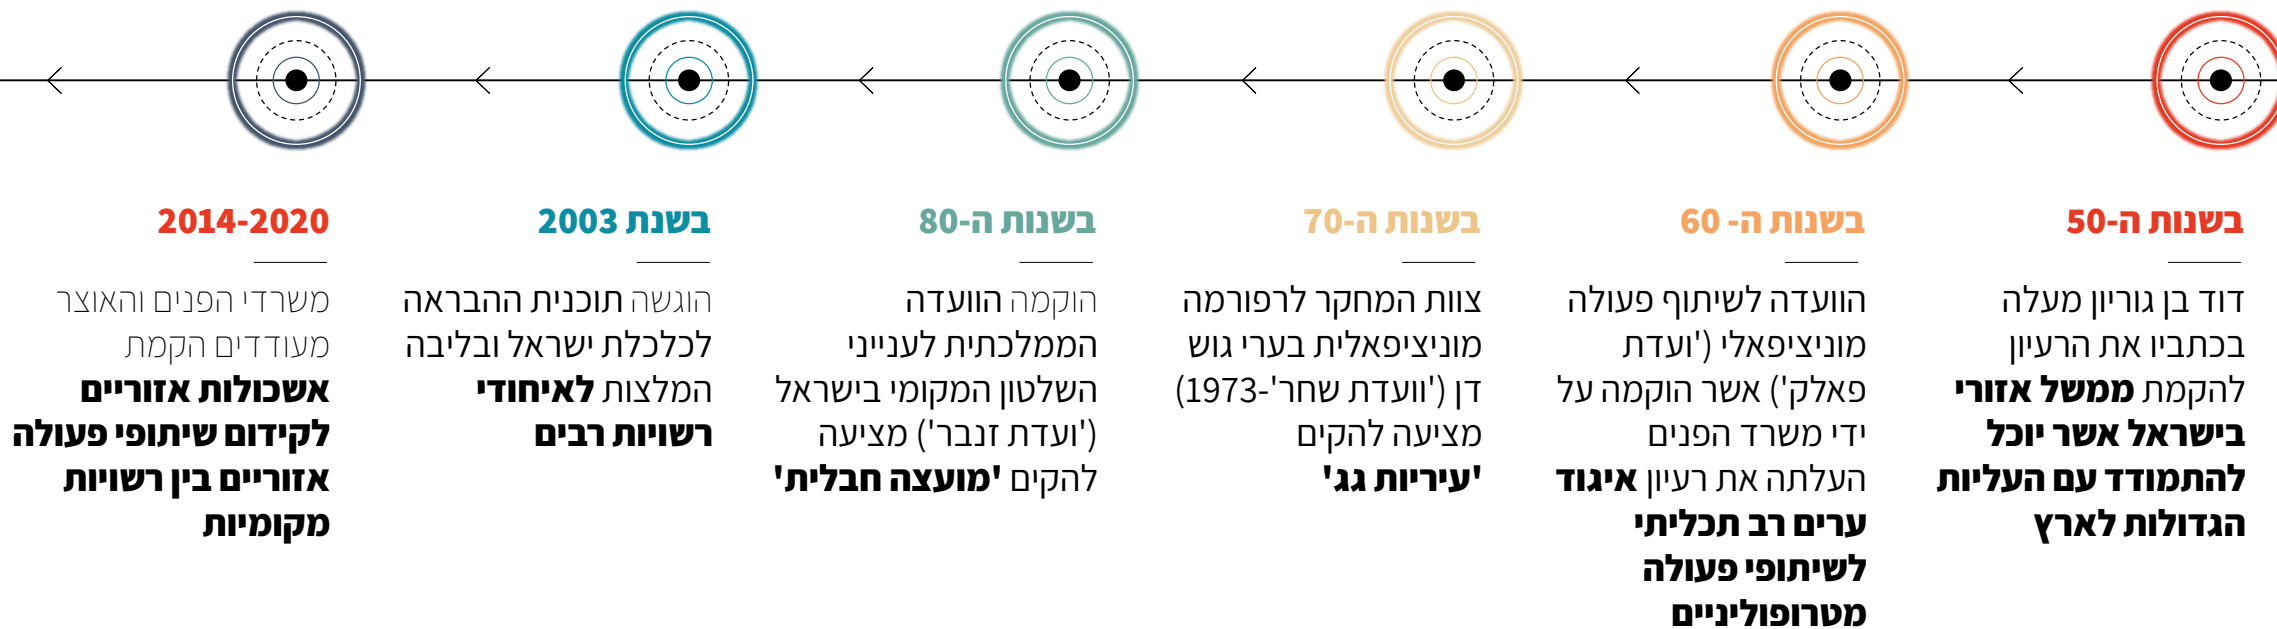 בשנות ה-50
דוד בן גוריון מעלה
בכתביו את הרעיון
להקמת ממשל אזורי
בישראל אשר יוכל
להתמודד עם העליות
הגדולות לארץ
בשנות ה- 60
הוועדה לשיתוף פעולה
מוניציפאלי ('ועדת
פאלק') אשר הוקמה על
ידי משרד הפנים
העלתה את רעיון איגוד
ערים רב תכליתי
לשיתופי פעולה
מטרופוליניים
בשנות ה-70
צוות המחקר לרפורמה
מוניציפאלית בערי גוש
דן ('וועדת שחר'-1973)
מציעה להקים
'עיריות גג'
בשנות ה-80
הוקמה הוועדה
הממלכתית לענייני
השלטון המקומי בישראל
('ועדת זנבר') מציעה
להקים 'מועצה חבלית'
בשנת 2003
הוגשה תוכנית ההבראה
לכלכלת ישראל ובליבה
המלצות לאיחודי
רשויות רבים
2014-2020
משרדי הפנים והאוצר
מעודדים הקמת
אשכולות אזוריים
לקידום שיתופי פעולה
אזוריים בין רשויות
מקומיות